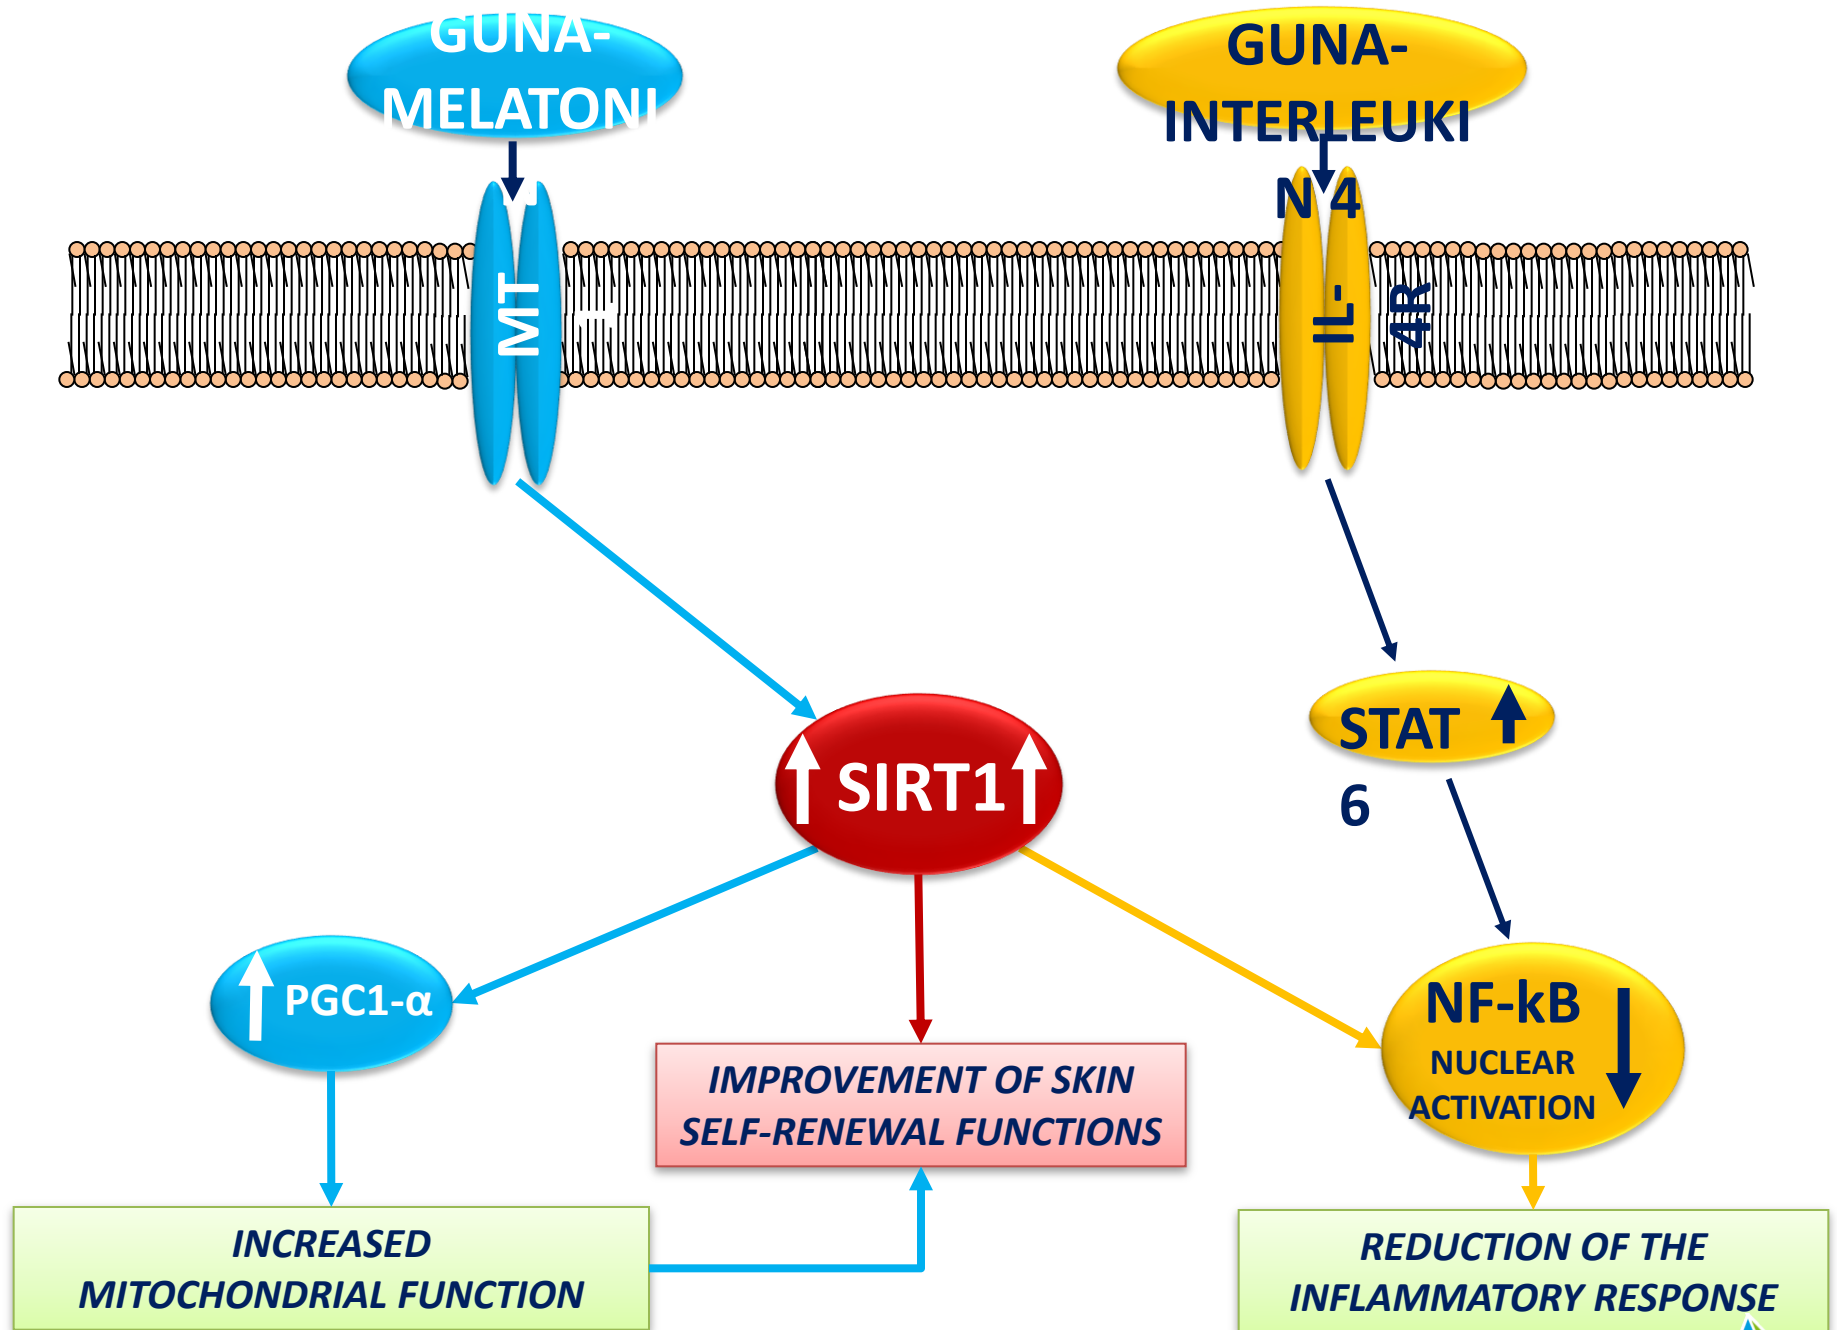 GUNA-
MELATONI
N
GUNA-
INTERLEUKI
N 4
MT
1
IL-
4R
STAT
6
SIRT1
PGC1-α
NF-kB
NUCLEAR
ACTIVATION
IMPROVEMENT OF SKIN
SELF-RENEWAL FUNCTIONS
INCREASED
MITOCHONDRIAL FUNCTION
REDUCTION OF THE
INFLAMMATORY RESPONSE